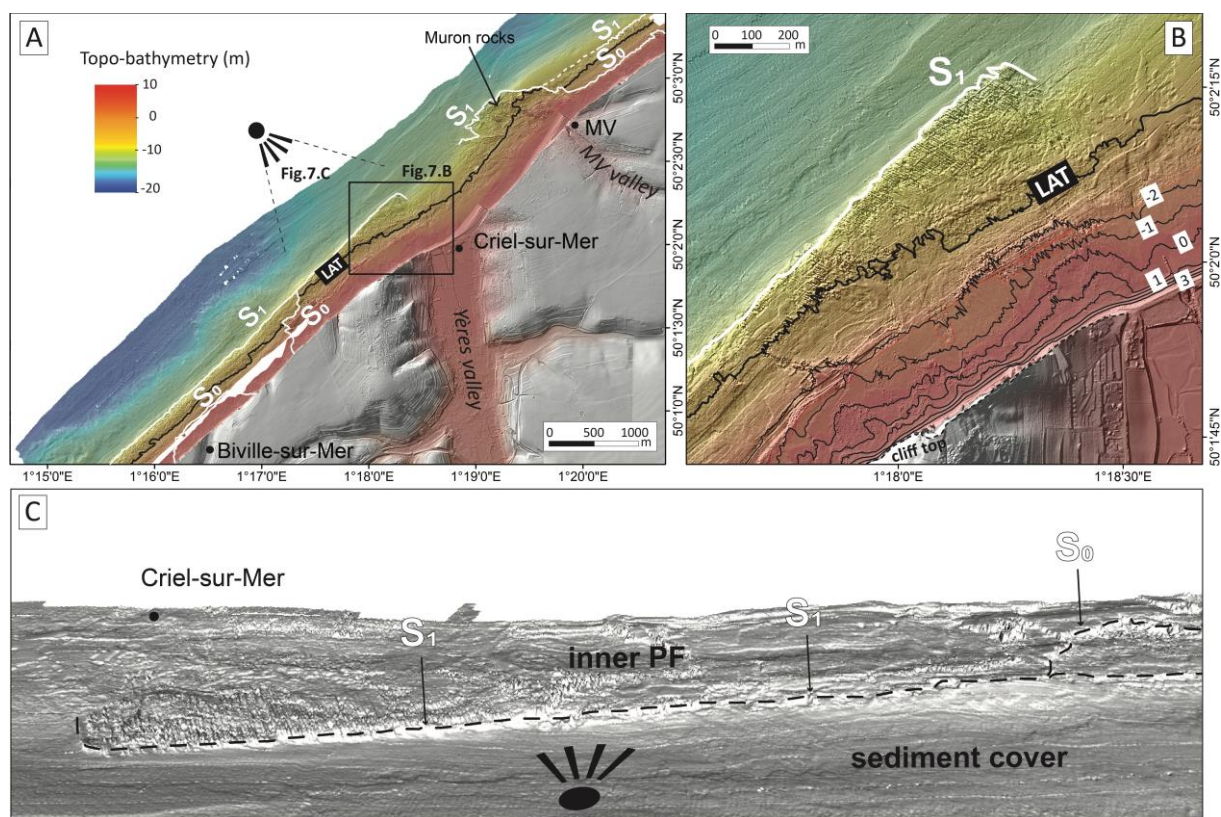 A
Topo-bathymetry (m)
10
0
-10
-20
Muron rocks
S1
S0
S1
MV
MV valley
Fig.7.C
Fig.7.B
LAT
Criel-sur-Mer
S1
S0
S0
Yères valley
Biville-sur-Mer
0 500 1000
m
50°3'0"N
50°2'30"N
50°2'0"N
50°1'30"N
50°1'0"N
1°15'0"E 1°16'0"E 1°17'0"E 1°18'0"E 1°19'0"E 1°20'0"E
B
0 100 200
m
S1
LAT
-2
-1
0
1
3
cliff top
50°2'15"N
50°2'0"N
50°1'45"N
1°18'0"E 1°18'30"E
C
Criel-sur-Mer
S0
S1
S1
inner PF
sediment cover